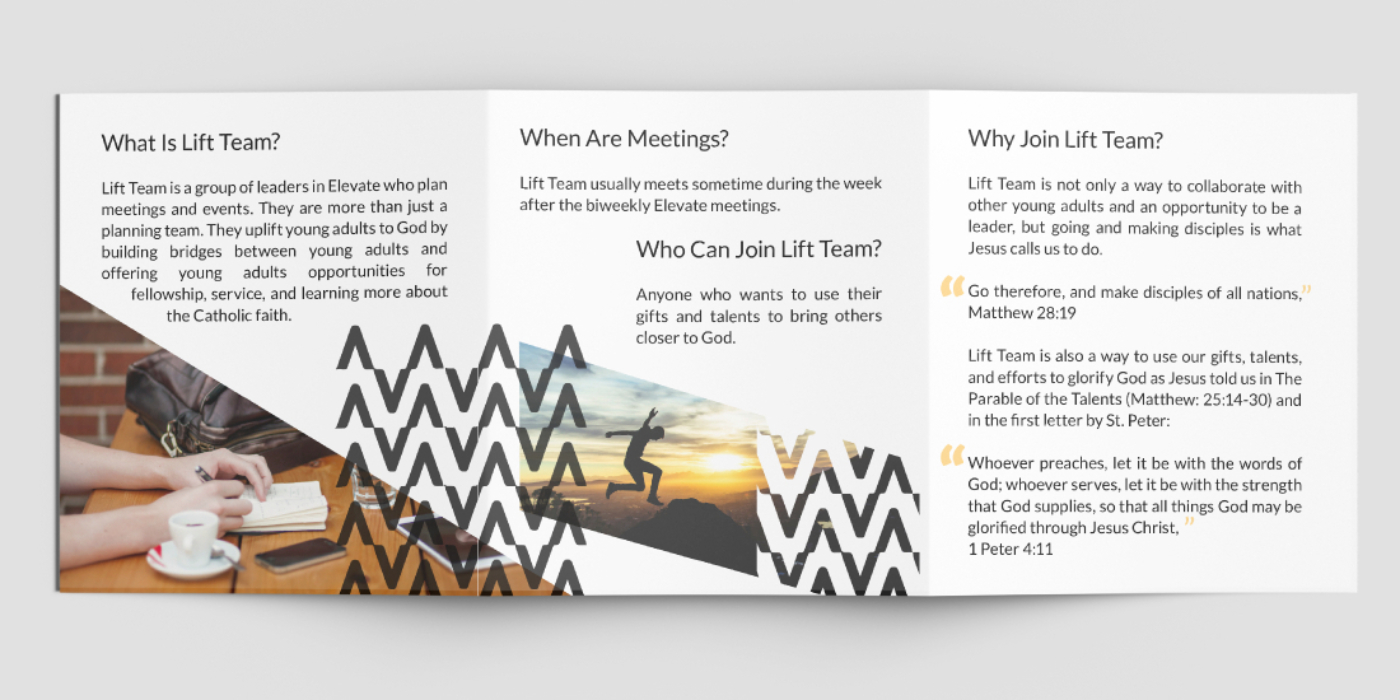 What Is Lift Team?
Lift Team is a group of leaders in Elevate who plan
meetings and events. They are more than just a
planning team. They uplift young adults to God by
building bridges between young adults and
offering young adults opportunities for
fellowship, service, and learning more about
the Catholic faith.
When Are Meetings?
Lift Team usually meets sometime during the week
after the biweekly Elevate meetings.
Who Can Join Lift Team?
Anyone who wants to use their
gifts and talents to bring others
closer to God.
Why Join Lift Team?
Lift Team is not only a way to collaborate with
other young adults and an opportunity to be a
leader, but going and making disciples is what
Jesus calls us to do.
“Go therefore, and make disciples of all nations,”
Matthew 28:19
Lift Team is also a way to use our gifts, talents,
and efforts to glorify God as Jesus told us in The
Parable of the Talents (Matthew: 25:14-30) and
in the first letter by St. Peter:
“Whoever preaches, let it be with the words of
God; whoever serves, let it be with the strength
that God supplies, so that all things God may be
glorified through Jesus Christ, ”
1 Peter 4:11